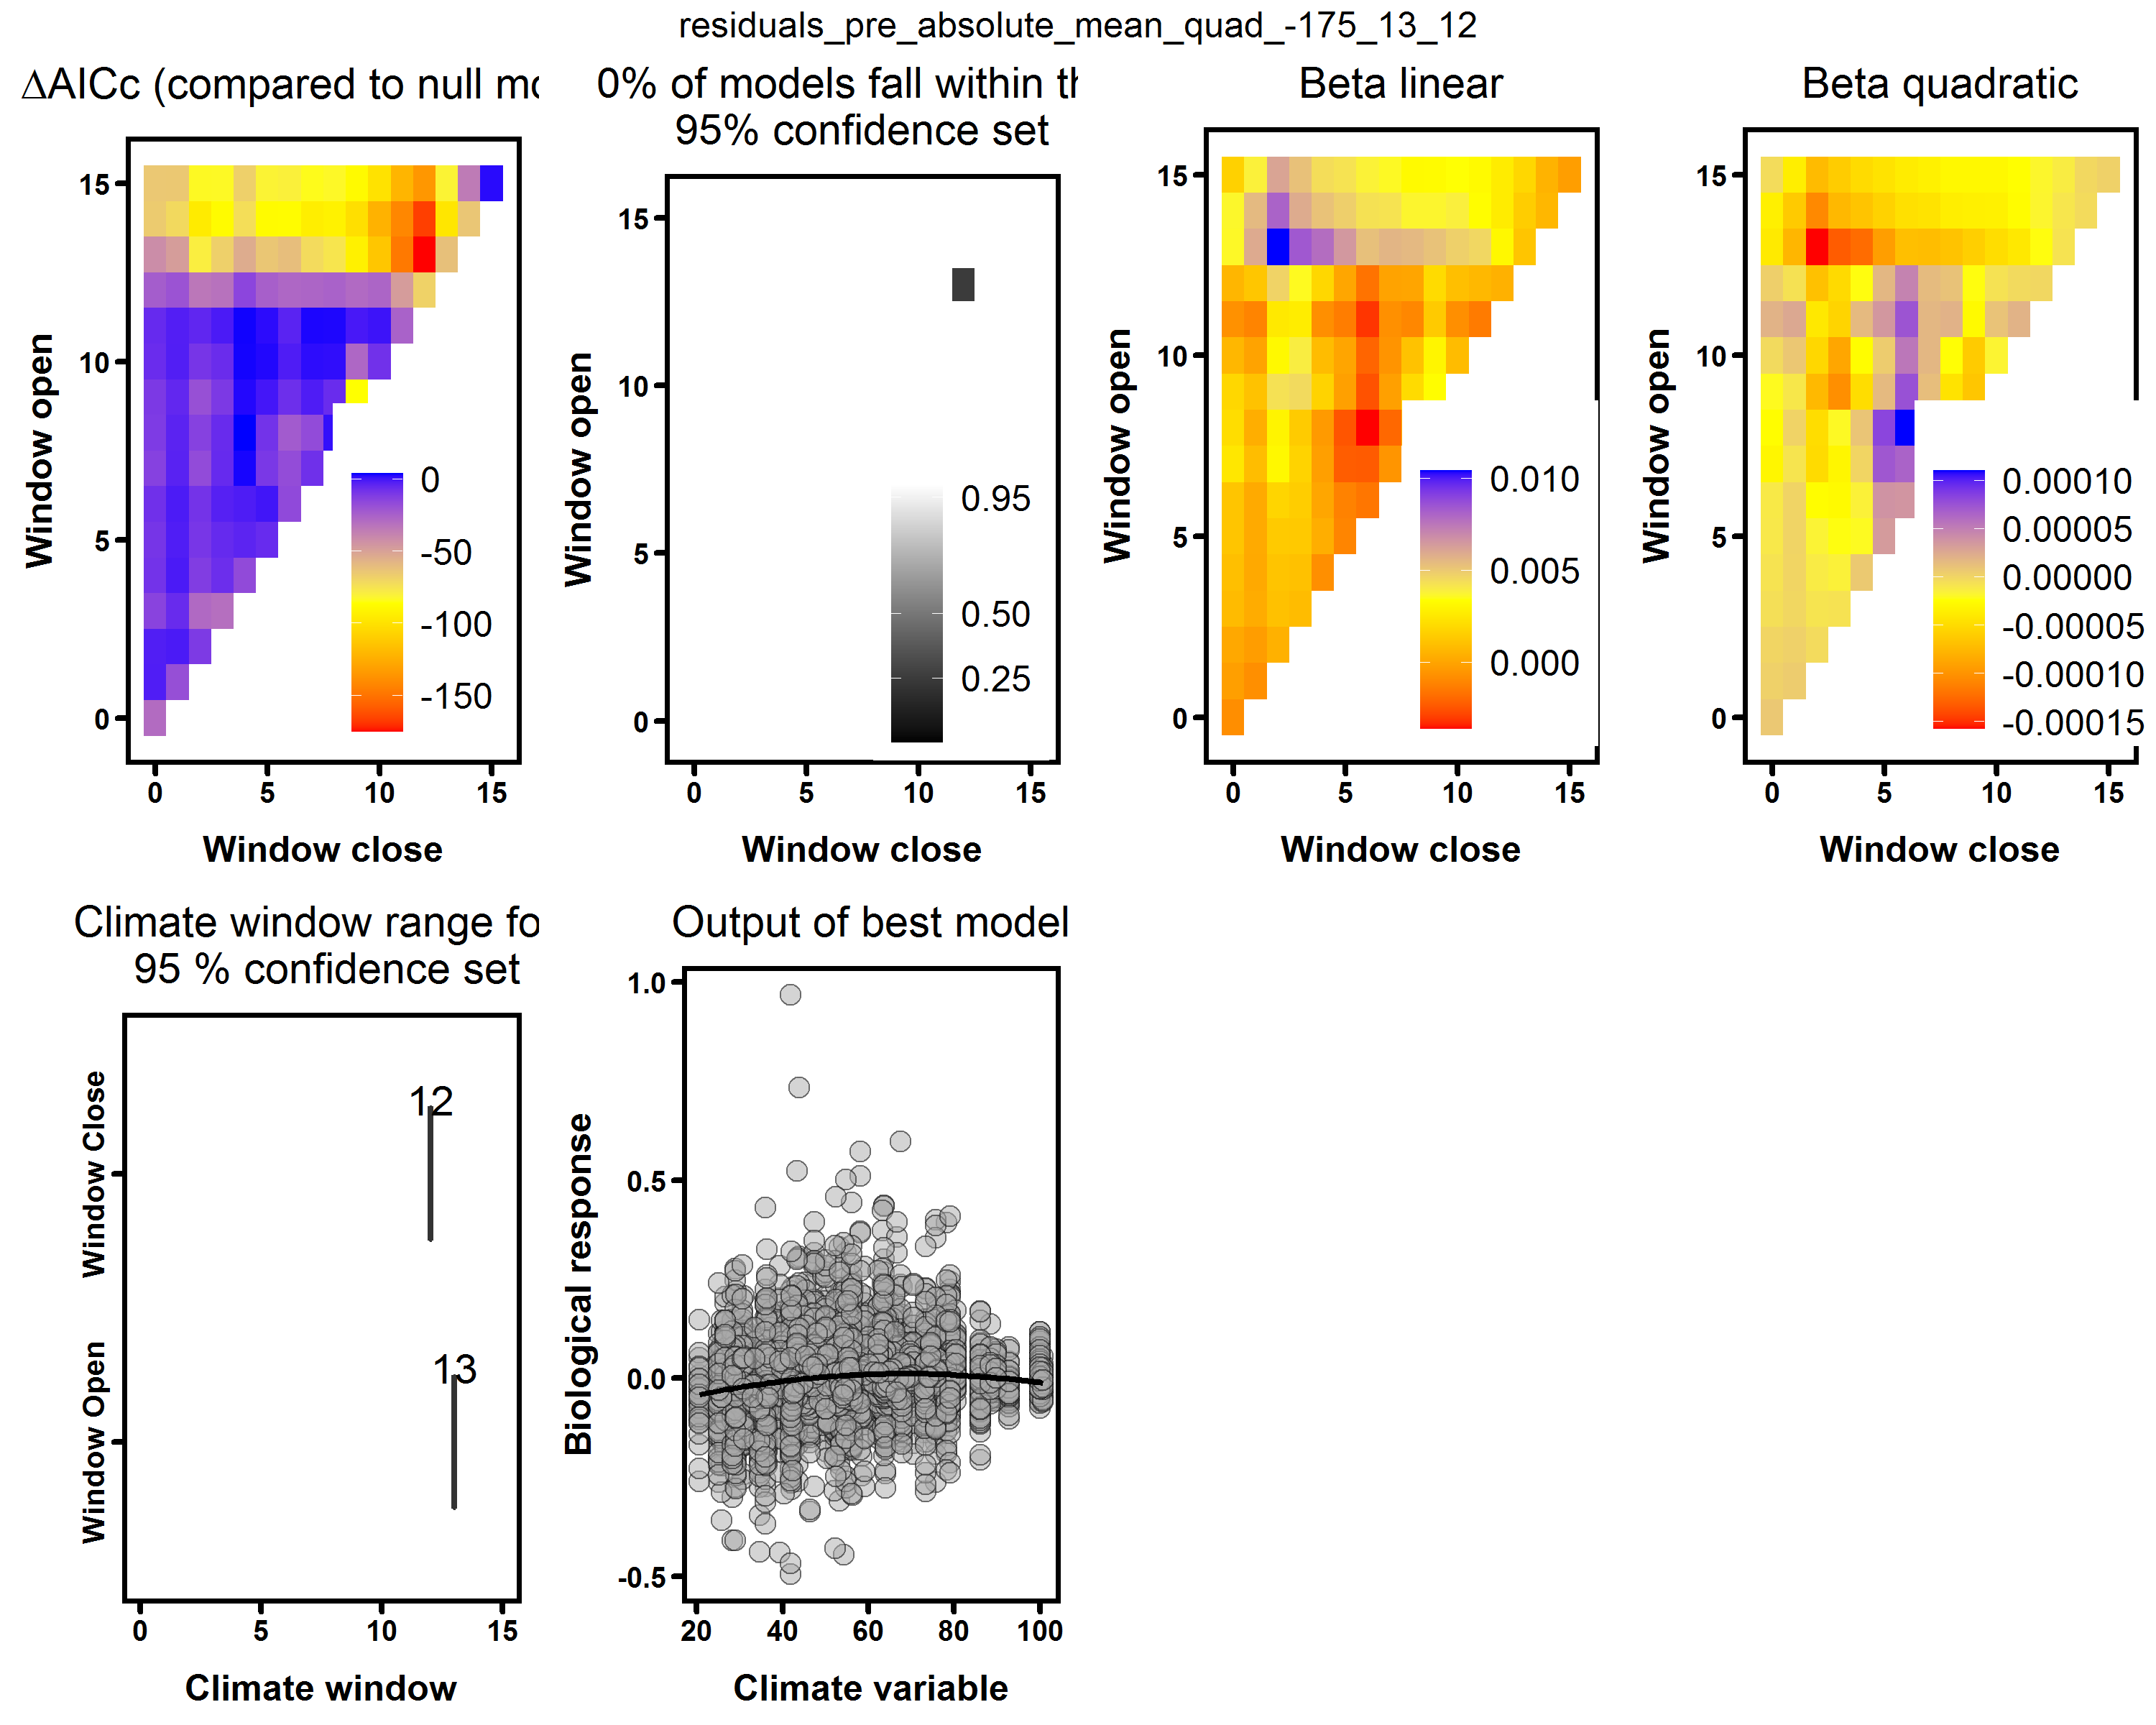 residuals_pre_absolute_mean_quad_-175_13_12
ΔAICc (compared to null mo
15
10
5
0
0
-50
-100
-150
0 5 10 15
Window open
Window close
0% of models fall within th
95% confidence set
15
10
5
0
0.95
0.50
0.25
0 5 10 15
Window open
Window close
Beta linear
15
10
5
0
0.010
0.005
0.000
0 5 10 15
Window open
Window close
Beta quadratic
15
10
5
0
0.00010
0.00005
0.00000
-0.00005
-0.00010
-0.00015
0 5 10 15
Window open
Window close
Climate window range fo
95 % confidence set
Window Close
12
Window Open
13
0 5 10 15
Climate window
Output of best model
1.0
0.5
0.0
-0.5
Biological response
20 40 60 80 100
Climate variable